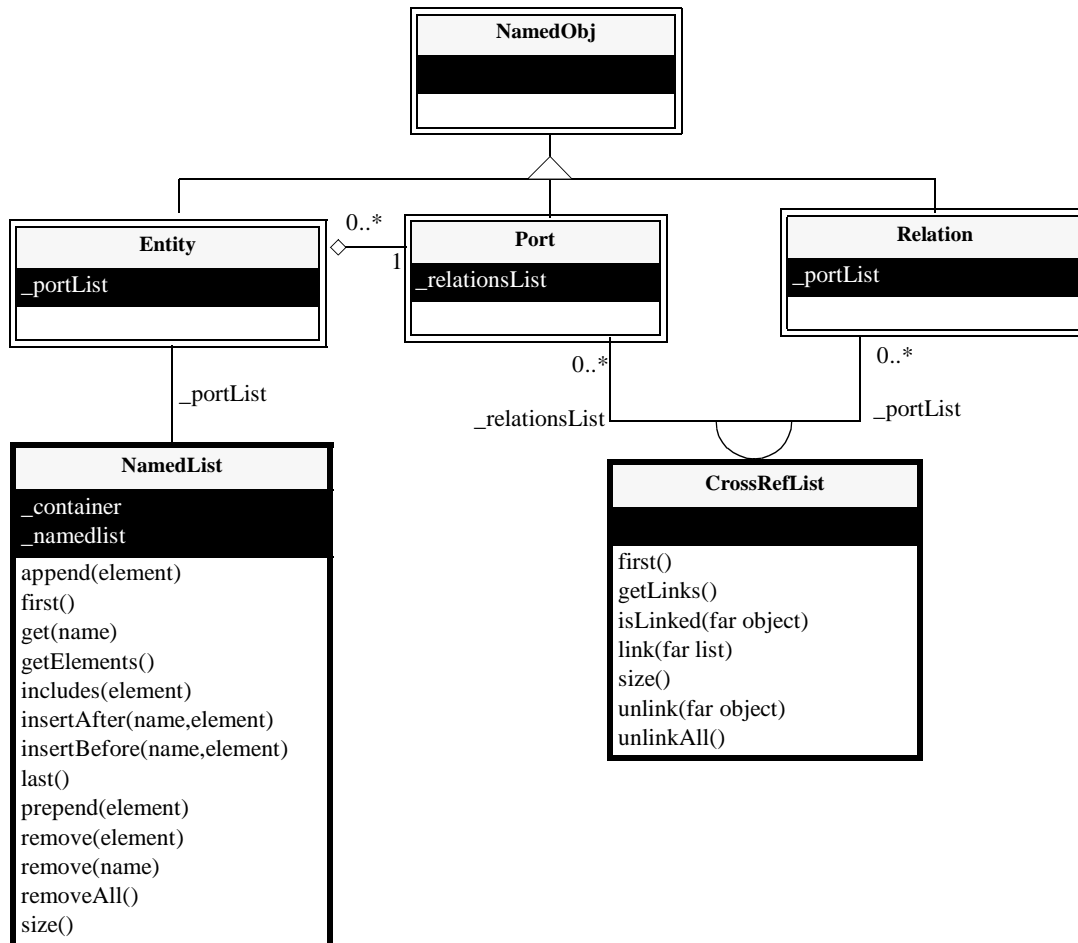 NamedObj
Entity
_portList
0..*
1
Port
_relationsList
Relation
_portList
_portList
0..*
_relationsList
0..*
_portList
NamedList
_container
_namedlist
append(element)
first()
get(name)
getElements()
includes(element)
insertAfter(name,element)
insertBefore(name,element)
last()
prepend(element)
remove(element)
remove(name)
removeAll()
size()
CrossRefList
first()
getLinks()
isLinked(far object)
link(far list)
size()
unlink(far object)
unlinkAll()